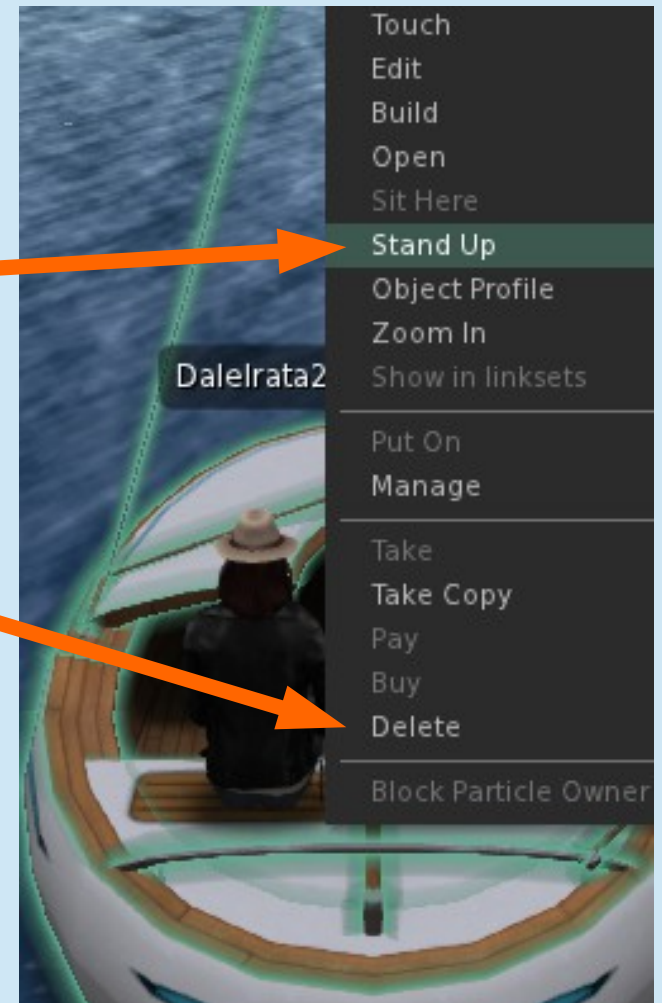 Touch
Edit
Build
Open
Sit Here
Stand Up
Object Profile
Zoom In
DaleIrata2
Show in linksets
Put On
Manage
Take
Take Copy
Pay
Buy
Delete
Block Particle Owner